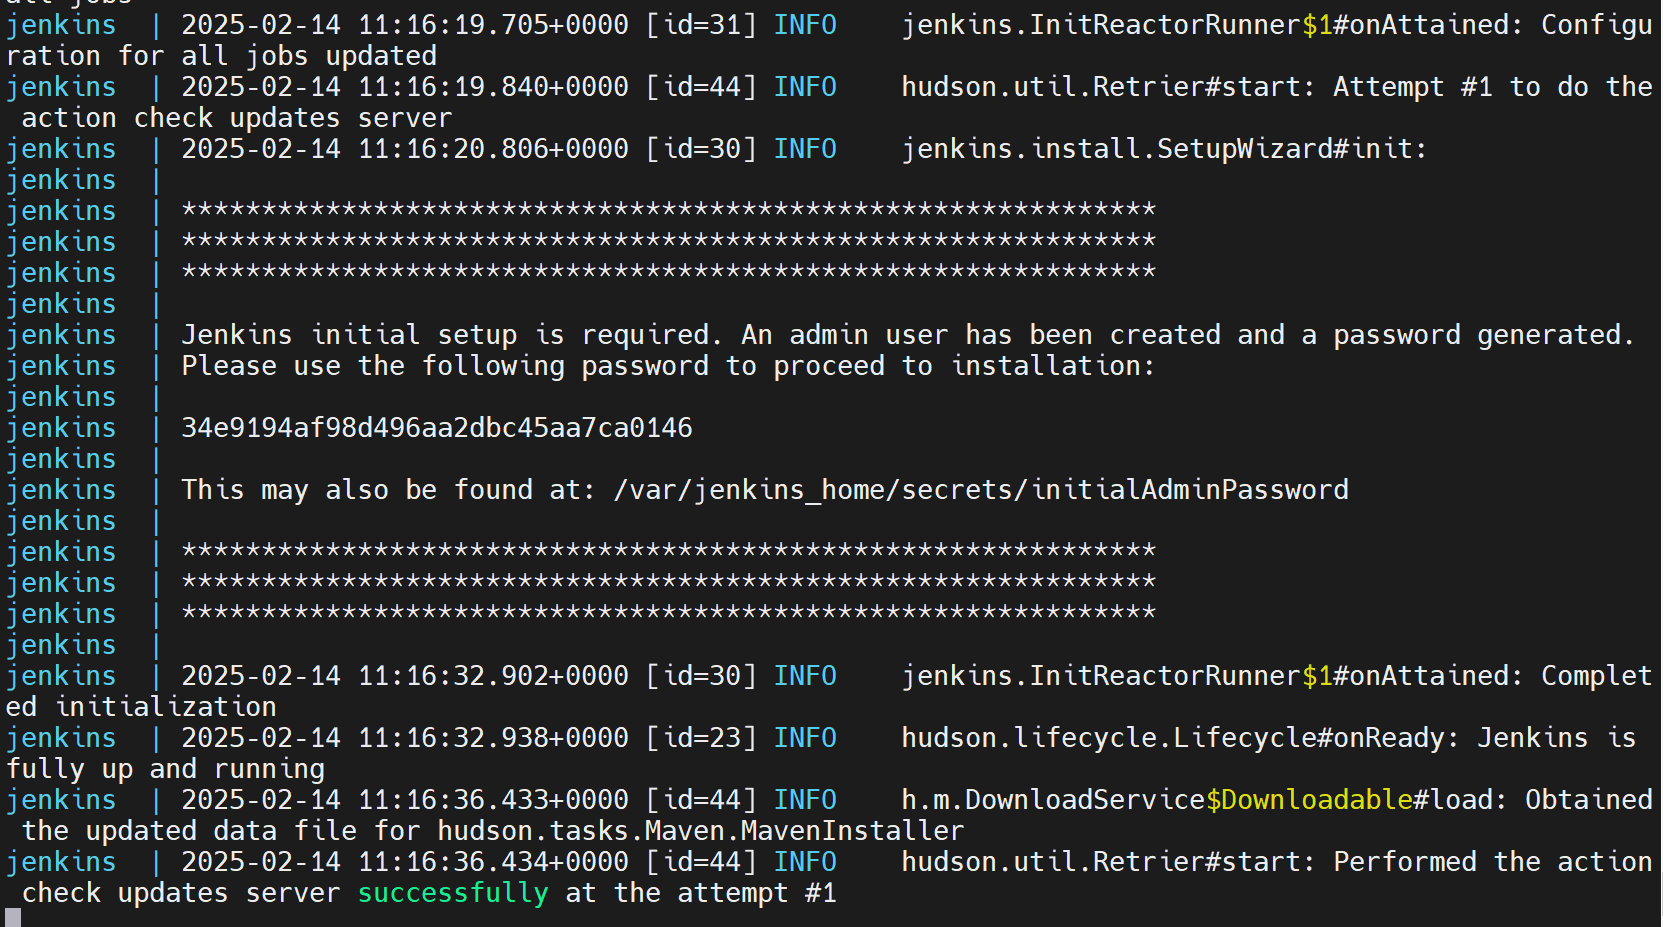 all jobs
jenkins  | 2025-02-14 11:16:19.705+0000 [id=31] INFO    jenkins.InitReactorRunner$1#onAttained: Configu
ration for all jobs updated
jenkins  | 2025-02-14 11:16:19.840+0000 [id=44] INFO    hudson.util.Retrier#start: Attempt #1 to do the
 action check updates server
jenkins  | 2025-02-14 11:16:20.806+0000 [id=30] INFO    jenkins.install.SetupWizard#init:
jenkins  |
jenkins  | *************************************************************
jenkins  | *************************************************************
jenkins  | *************************************************************
jenkins  |
jenkins  | Jenkins initial setup is required. An admin user has been created and a password generated.
jenkins  | Please use the following password to proceed to installation:
jenkins  |
jenkins  | 34e9194af98d496aa2dbc45aa7ca0146
jenkins  |
jenkins  | This may also be found at: /var/jenkins_home/secrets/initialAdminPassword
jenkins  |
jenkins  | *************************************************************
jenkins  | *************************************************************
jenkins  | *************************************************************
jenkins  |
jenkins  | 2025-02-14 11:16:32.902+0000 [id=30] INFO    jenkins.InitReactorRunner$1#onAttained: Complet
ed initialization
jenkins  | 2025-02-14 11:16:32.938+0000 [id=23] INFO    hudson.lifecycle.Lifecycle#onReady: Jenkins is
fully up and running
jenkins  | 2025-02-14 11:16:36.433+0000 [id=44] INFO    h.m.DownloadService$Downloadable#load: Obtained
 the updated data file for hudson.tasks.Maven.MavenInstaller
jenkins  | 2025-02-14 11:16:36.434+0000 [id=44] INFO    hudson.util.Retrier#start: Performed the action
 check updates server successfully at the attempt #1